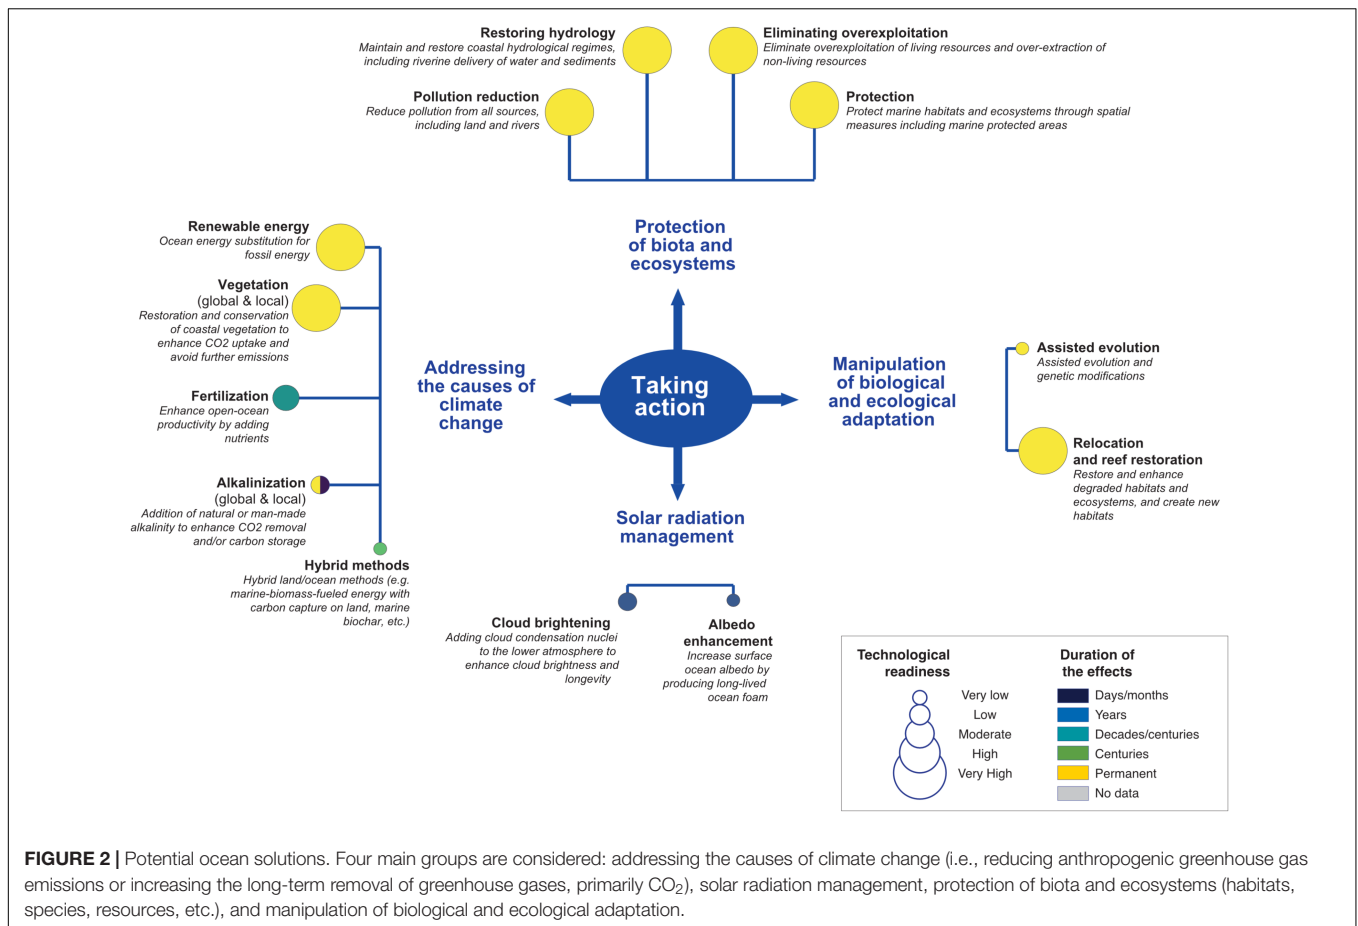 Restoring hydrology
Maintain and restore coastal hydrological regimes,
including riverine delivery of water and sediments
Eliminating overexploitation
Eliminate overexploitation of living resources and over-extraction of
non-living resources
Pollution reduction
Reduce pollution from all sources,
including land and rivers
Protection
Protect marine habitats and ecosystems through spatial
measures including marine protected areas
Protection
of biota and
ecosystems
Renewable energy
Ocean energy substitution for
fossil energy
Vegetation
(global & local)
Restoration and conservation
of coastal vegetation to
enhance CO2 uptake and
avoid further emissions
Fertilization
Enhance open-ocean
productivity by adding
nutrients
Alkalinization
(global & local)
Addition of natural or man-made
alkalinity to enhance CO2 removal
and/or carbon storage
Hybrid methods
Hybrid land/ocean methods (e.g.
marine-biomass-fueled energy with
carbon capture on land, marine
biochar, etc.)
Addressing
the causes of
climate
change
Taking
action
Manipulation
of biological
and ecological
adaptation
Assisted evolution
Assisted evolution and
genetic modifications
Relocation
and reef restoration
Restore and enhance
degraded habitats and
ecosystems, and create new
habitats
Solar radiation
management
Cloud brightening
Adding cloud condensation nuclei
to the lower atmosphere to
enhance cloud brightness and
longevity
Albedo
enhancement
Increase surface
ocean albedo by
producing long-lived
ocean foam
Technological
readiness
Very low
Low
Moderate
High
Very High
Duration of
the effects
Days/months
Years
Decades/centuries
Centuries
Permanent
No data
FIGURE 2 | Potential ocean solutions. Four main groups are considered: addressing the causes of climate change (i.e., reducing anthropogenic greenhouse gas
emissions or increasing the long-term removal of greenhouse gases, primarily CO₂), solar radiation management, protection of biota and ecosystems (habitats,
species, resources, etc.), and manipulation of biological and ecological adaptation.